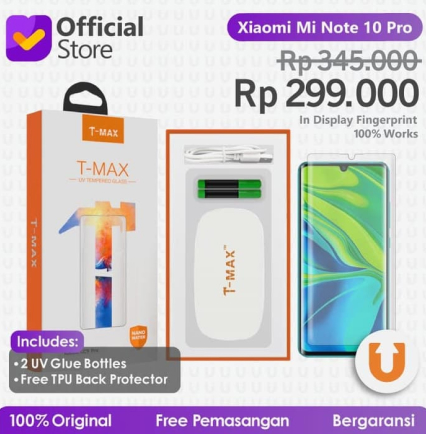 Official
Store
Xiaomi Mi Note 10 Pro
Rp 345.000
Rp 299.000
In Display Fingerprint
100% Works
T-MAX
T-MAX
UV TEMPERED GLASS
T-MAX
T-MAX™
NANO
Includes:
•2 UV Glue Bottles
•Free TPU Back Protector
100% Original
Free Pemasangan
Bergaransi